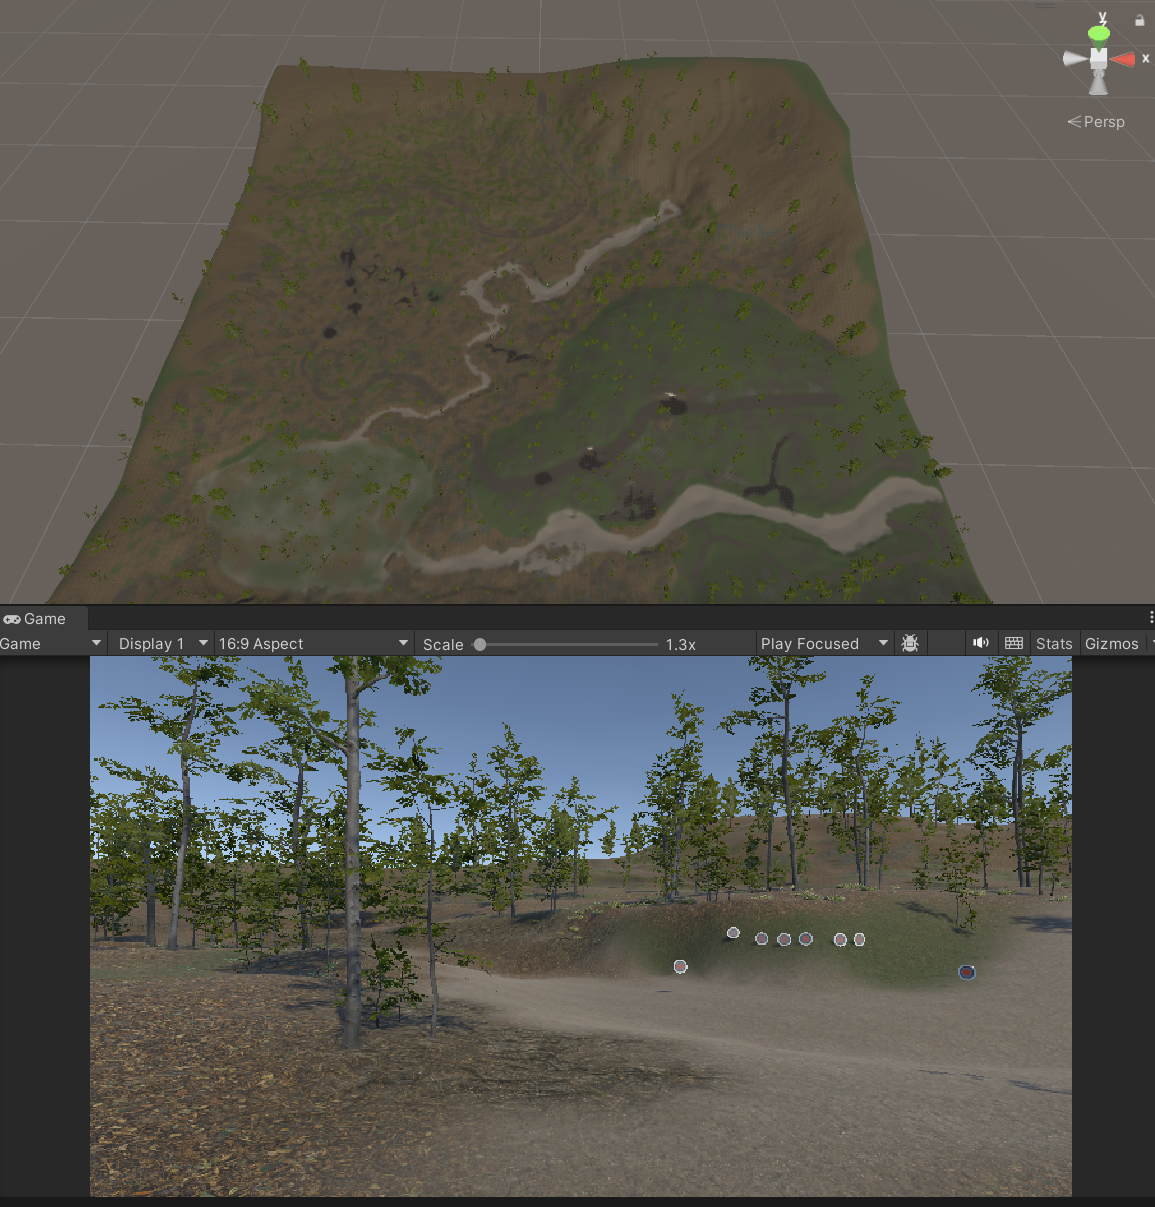 y
x
Persp
Game
Game Display 1 16:9 Aspect Scale 1.3x Play Focused Stats Gizmos